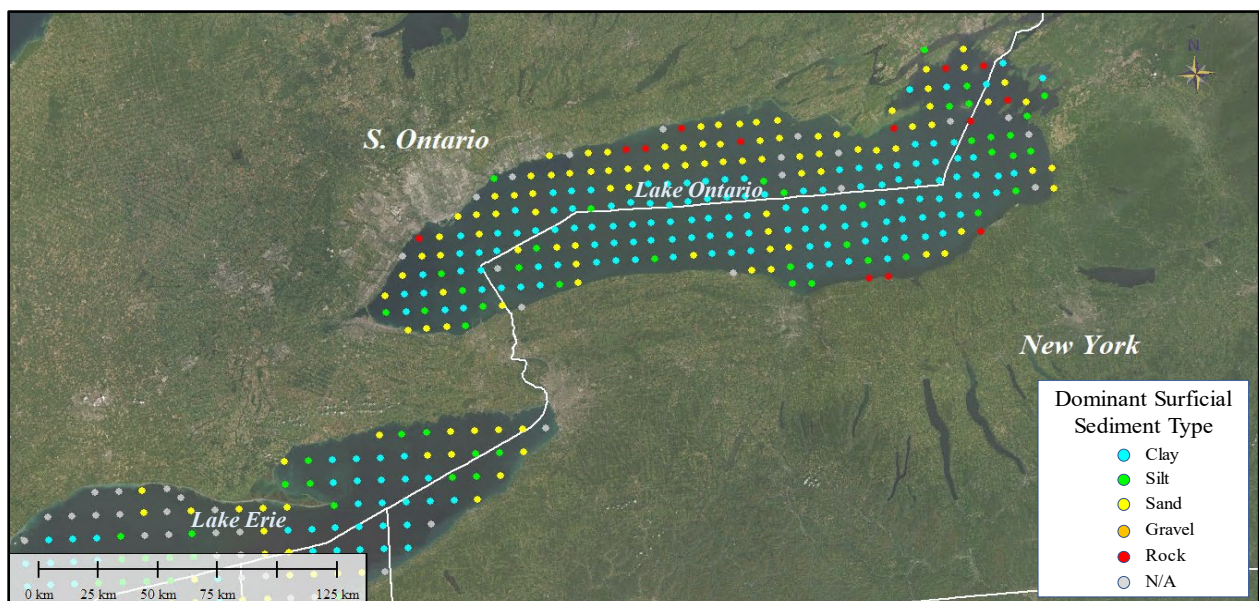 N
S. Ontario
Lake Ontario
New York
Lake Erie
0 km 25 km 50 km 75 km 125 km
Dominant Surficial
Sediment Type
Clay
Silt
Sand
Gravel
Rock
N/A